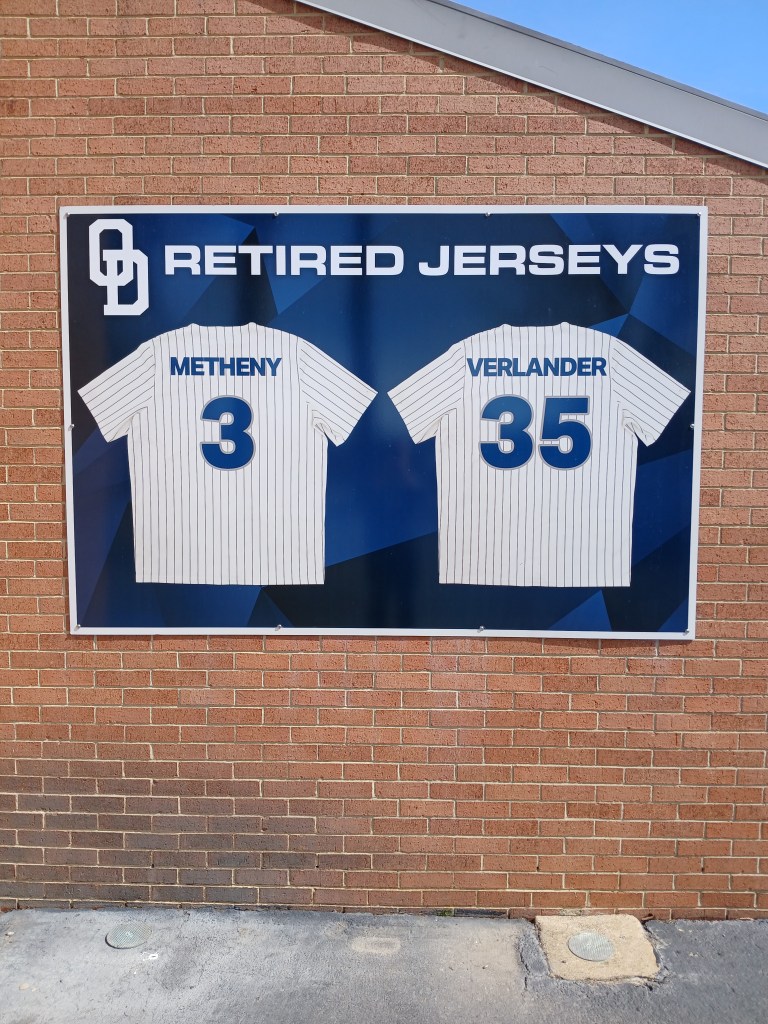 OD RETIRED JERSEYS
METHENY VERLANDER
3 35